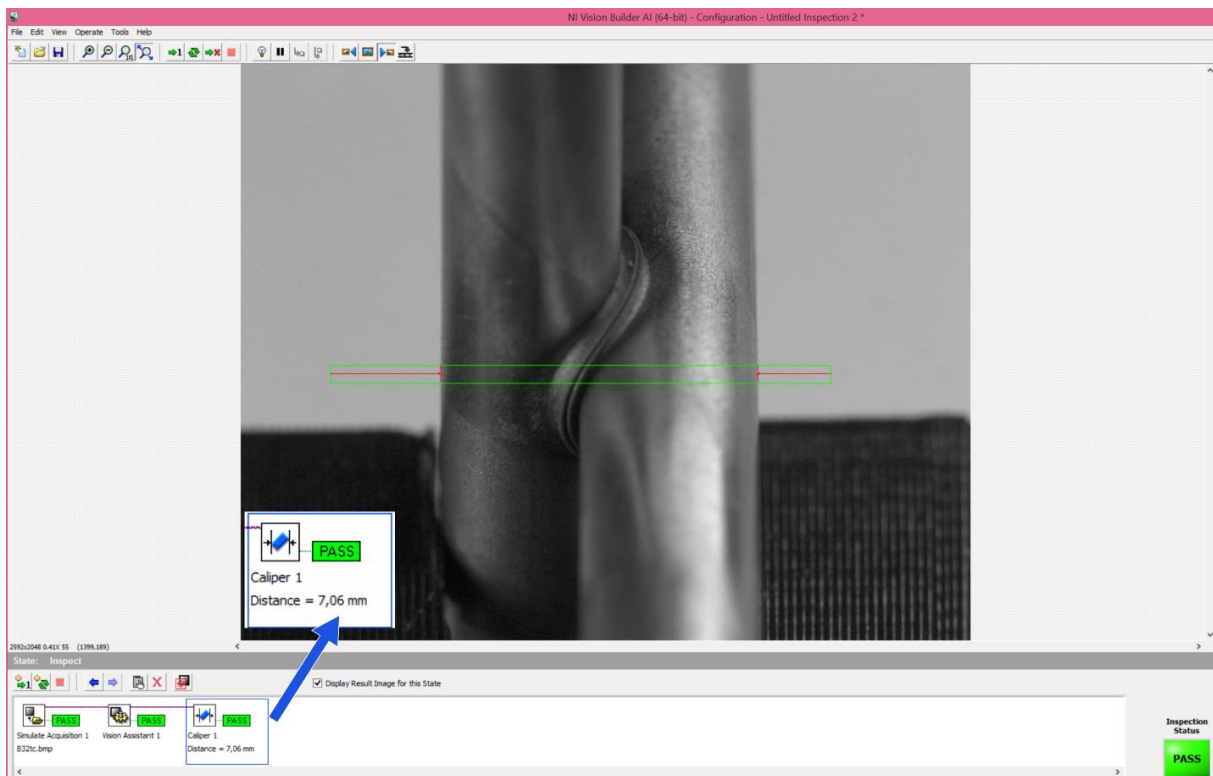 NI Vision Builder AI (64-bit) - Configuration - Untitled Inspection 2 *
File Edit View Operate Tools Help
PASS
Caliper 1
Distance = 7,06 mm
2592x2048 0.41X 55 (1399,189)
State: Inspect
Display Result Image for this State
PASS PASS PASS
Simulate Acquisition 1 Vision Assistant 1 Caliper 1
B32tc.bmp Distance = 7,06 mm
Inspection
Status
PASS